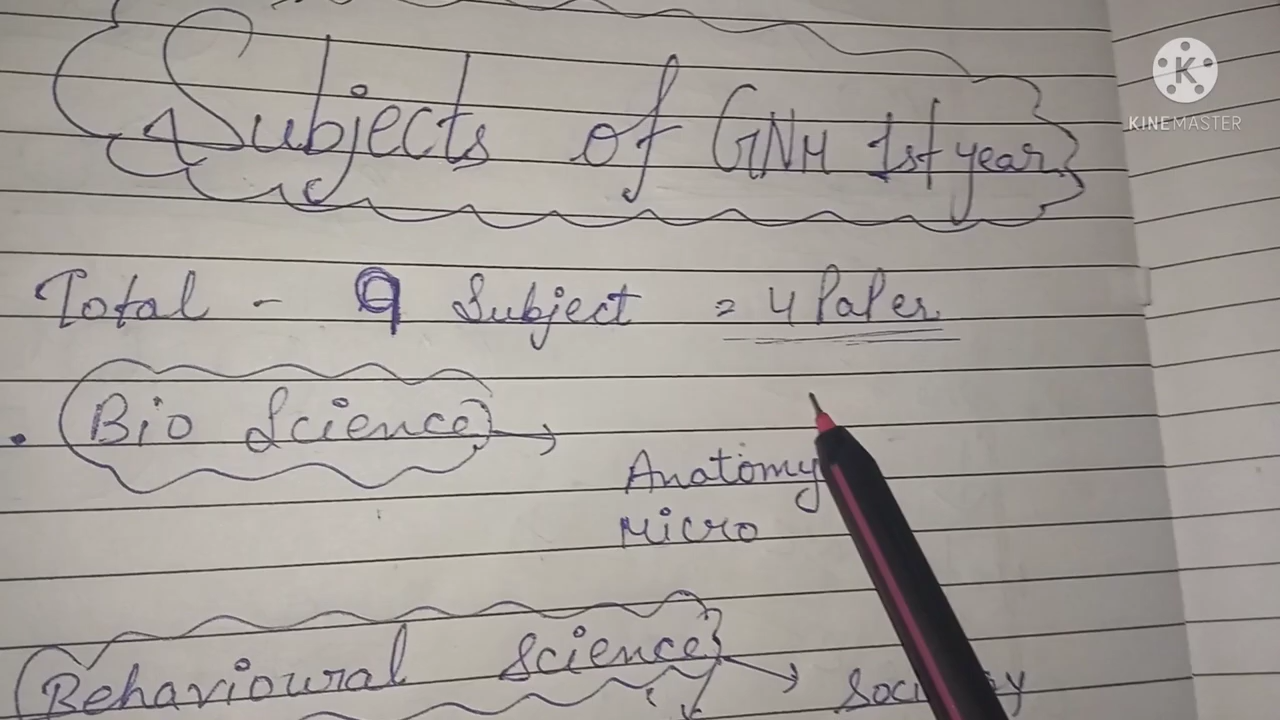 Subjects of GNM 1st year
KINEMASTER
Total - 9 Subject = 4 PaPer
Bio Science →
Anatomy
Micro
Behavioural Science →